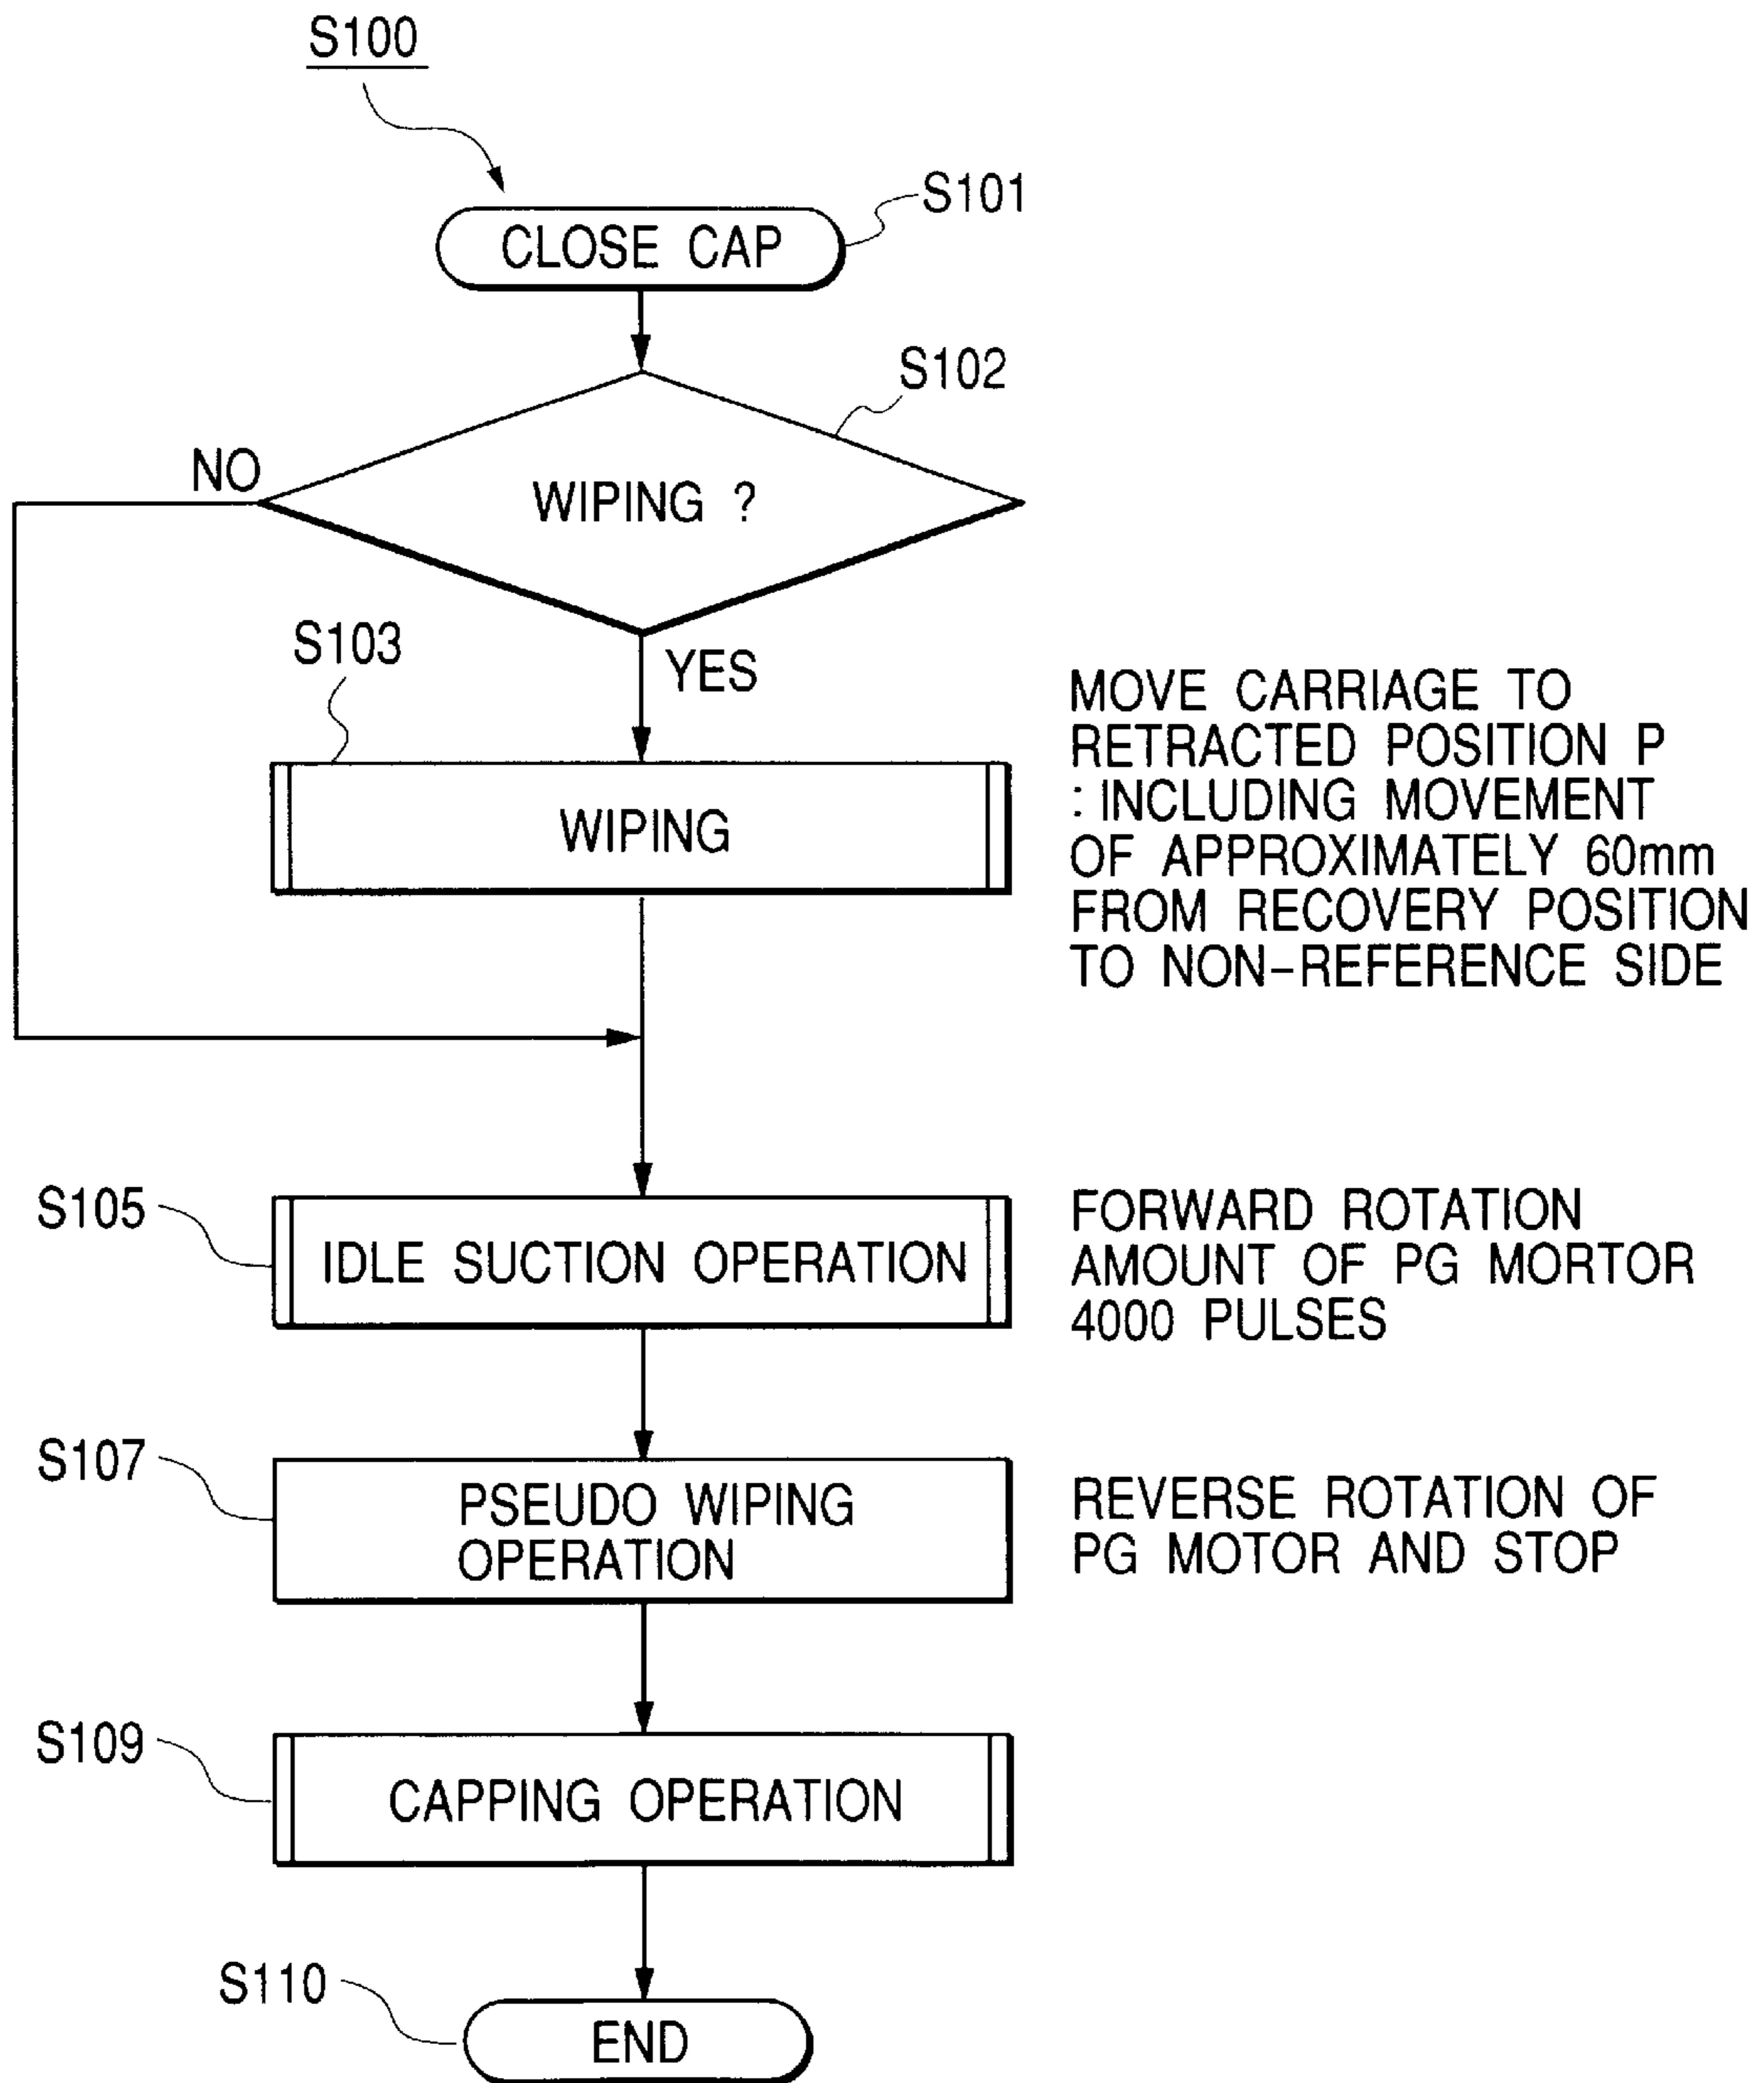 S100
S101
CLOSE CAP
S102
NO
WIPING ?
S103
YES
WIPING
MOVE CARRIAGE TO
RETRACTED POSITION P
: INCLUDING MOVEMENT
OF APPROXIMATELY 60mm
FROM RECOVERY POSITION
TO NON-REFERENCE SIDE
S105
IDLE SUCTION OPERATION
FORWARD ROTATION
AMOUNT OF PG MORTOR
4000 PULSES
S107
PSEUDO WIPING
OPERATION
REVERSE ROTATION OF
PG MOTOR AND STOP
S109
CAPPING OPERATION
S110
END